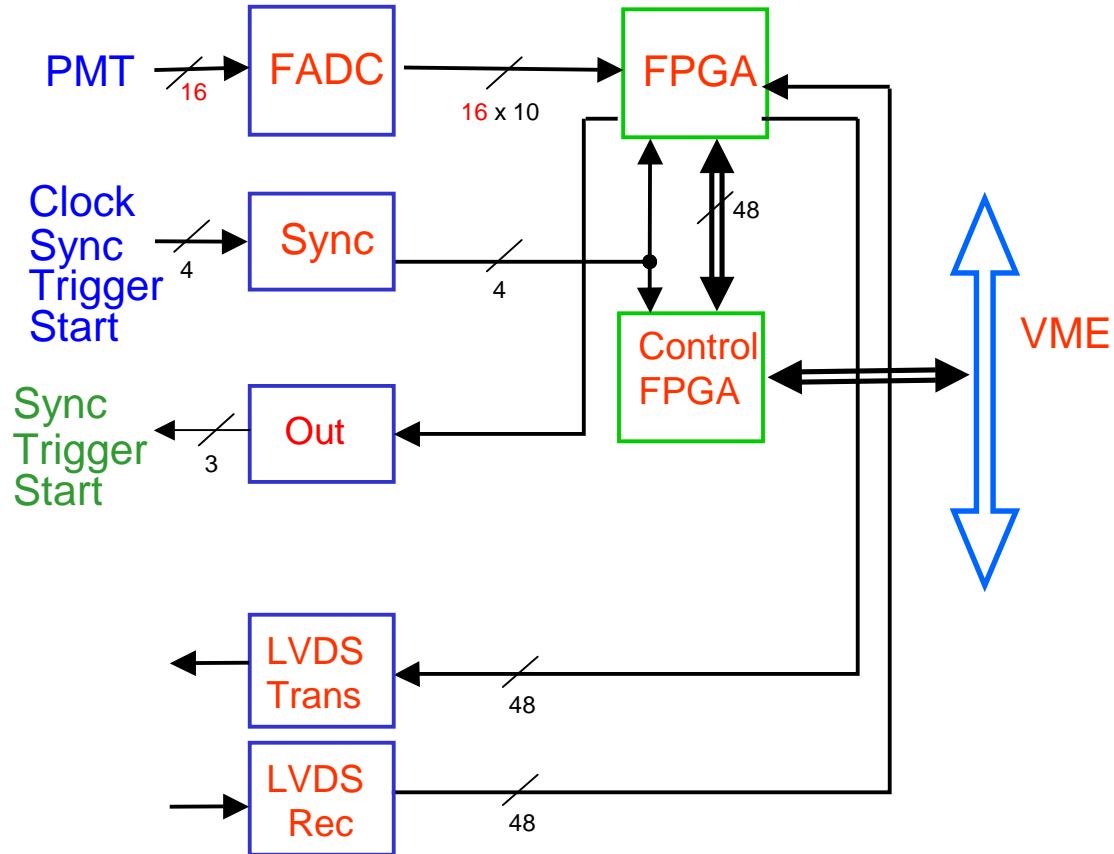 PMT
16
FADC
16 x 10
FPGA
Clock
Sync
Trigger
Start
4
Sync
4
48
Control
FPGA
VME
Sync
Trigger
Start
3
Out
LVDS
Trans
48
LVDS
Rec
48